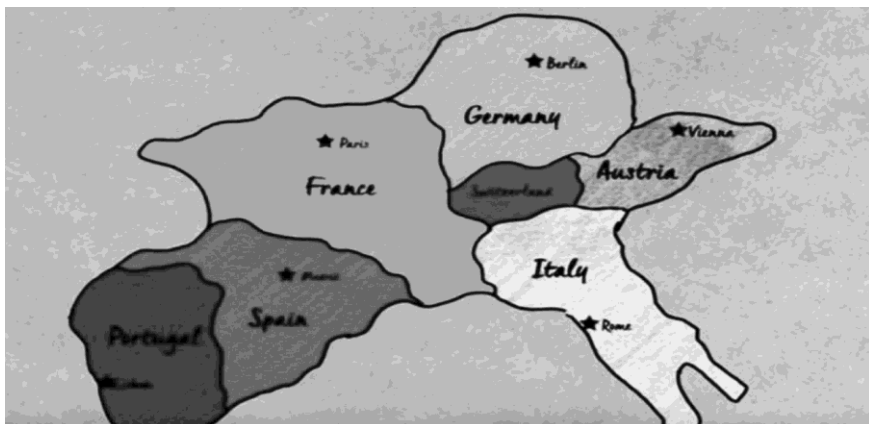 Berlin
Germany
Vienna
Paris
Austria
France
Switzerland
Italy
Madrid
Spain
Rome
Portugal
Lisbon